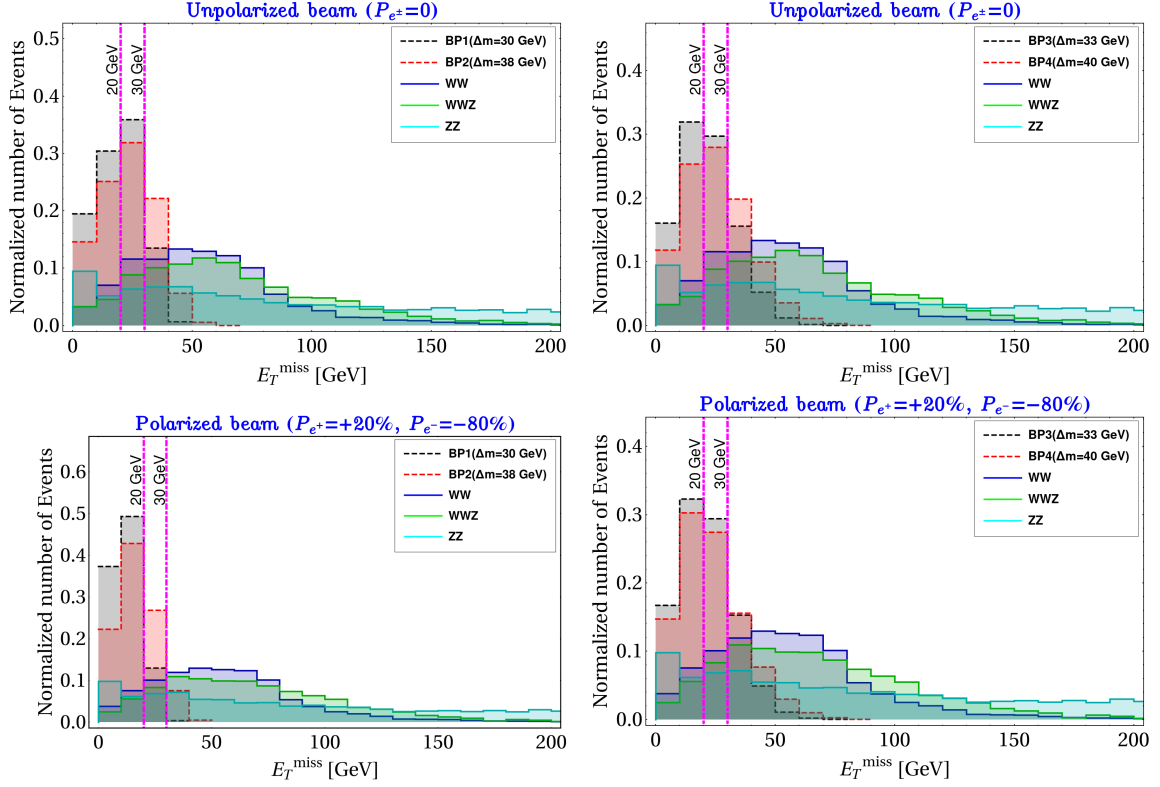 Unpolarized beam (P_{e±}=0)
Normalized number of Events
0.5
0.4
0.3
0.2
0.1
0.0
20 GeV
30 GeV
BP1(Δm=30 GeV)
BP2(Δm=38 GeV)
WW
WWZ
ZZ
0 50 100 150 200
E_T^{miss} [GeV]
Unpolarized beam (P_{e±}=0)
Normalized number of Events
0.4
0.3
0.2
0.1
0.0
20 GeV
30 GeV
BP3(Δm=33 GeV)
BP4(Δm=40 GeV)
WW
WWZ
ZZ
0 50 100 150 200
E_T^{miss} [GeV]
Polarized beam (P_{e⁺}=+20%, P_{e⁻}=−80%)
Normalized number of Events
0.6
0.5
0.4
0.3
0.2
0.1
0.0
20 GeV
30 GeV
BP1(Δm=30 GeV)
BP2(Δm=38 GeV)
WW
WWZ
ZZ
0 50 100 150 200
E_T^{miss} [GeV]
Polarized beam (P_{e⁺}=+20%, P_{e⁻}=−80%)
Normalized number of Events
0.4
0.3
0.2
0.1
0.0
20 GeV
30 GeV
BP3(Δm=33 GeV)
BP4(Δm=40 GeV)
WW
WWZ
ZZ
0 50 100 150 200
E_T^{miss} [GeV]